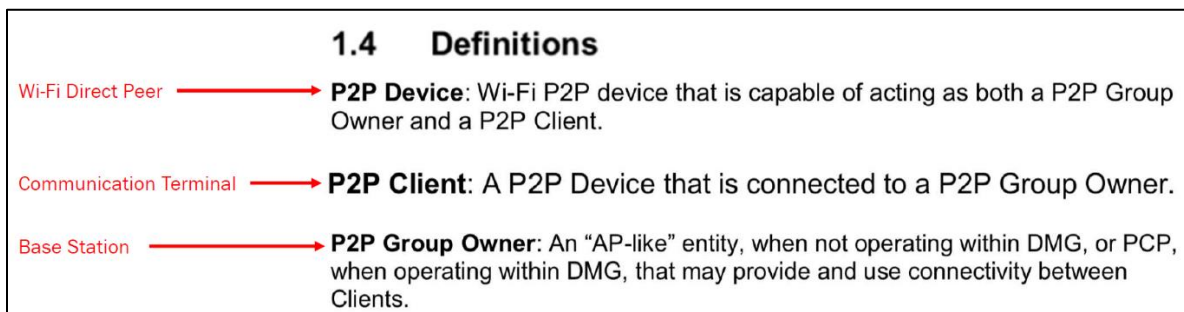 1.4 Definitions
Wi-Fi Direct Peer
P2P Device: Wi-Fi P2P device that is capable of acting as both a P2P Group
Owner and a P2P Client.
Communication Terminal
P2P Client: A P2P Device that is connected to a P2P Group Owner.
Base Station
P2P Group Owner: An “AP-like” entity, when not operating within DMG, or PCP,
when operating within DMG, that may provide and use connectivity between
Clients.